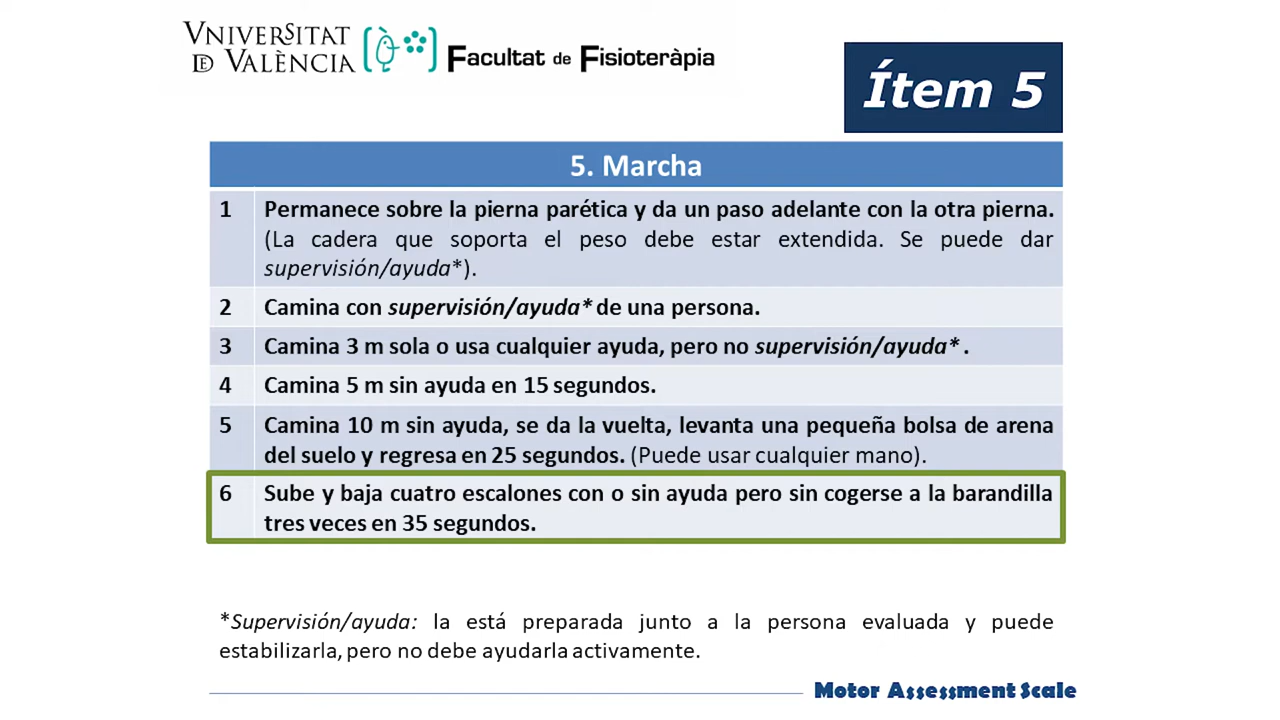 VNIVERSITAT
DE VALÈNCIA
Facultat de Fisioteràpia
Ítem 5
5. Marcha
1 Permanece sobre la pierna parética y da un paso adelante con la otra pierna.
(La cadera que soporta el peso debe estar extendida. Se puede dar
supervisión/ayuda*).
2 Camina con supervisión/ayuda* de una persona.
3 Camina 3 m sola o usa cualquier ayuda, pero no supervisión/ayuda* .
4 Camina 5 m sin ayuda en 15 segundos.
5 Camina 10 m sin ayuda, se da la vuelta, levanta una pequeña bolsa de arena
del suelo y regresa en 25 segundos. (Puede usar cualquier mano).
6 Sube y baja cuatro escalones con o sin ayuda pero sin cogerse a la barandilla
tres veces en 35 segundos.
*Supervisión/ayuda: la está preparada junto a la persona evaluada y puede
estabilizarla, pero no debe ayudarla activamente.
Motor Assessment Scale